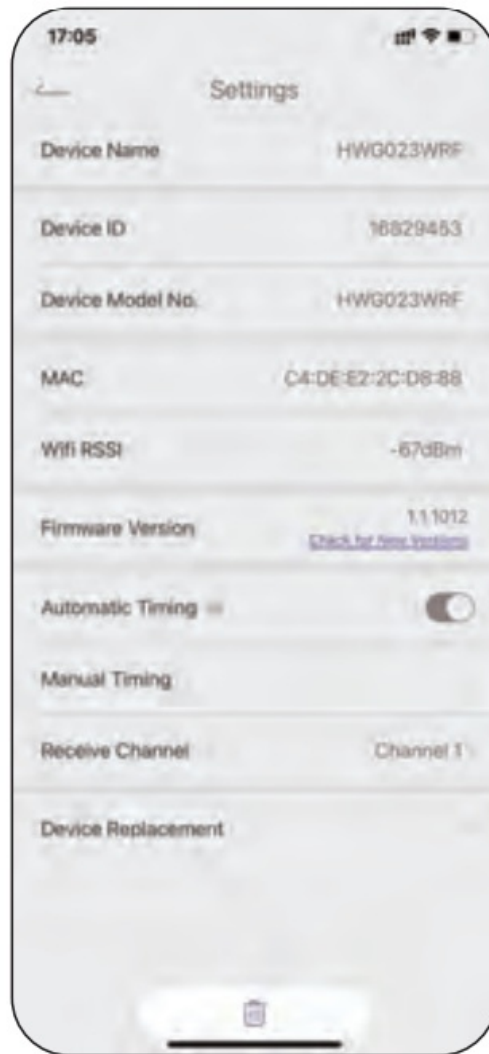 17:05
Settings
Device Name HWG023WRF
Device ID 16829453
Device Model No. HWG023WRF
MAC C4:DE:E2:2C:D8:88
Wifi RSSI -67dBm
Firmware Version 1.1.1012
Check for New Versions
Automatic Timing
Manual Timing
Receive Channel Channel 1
Device Replacement